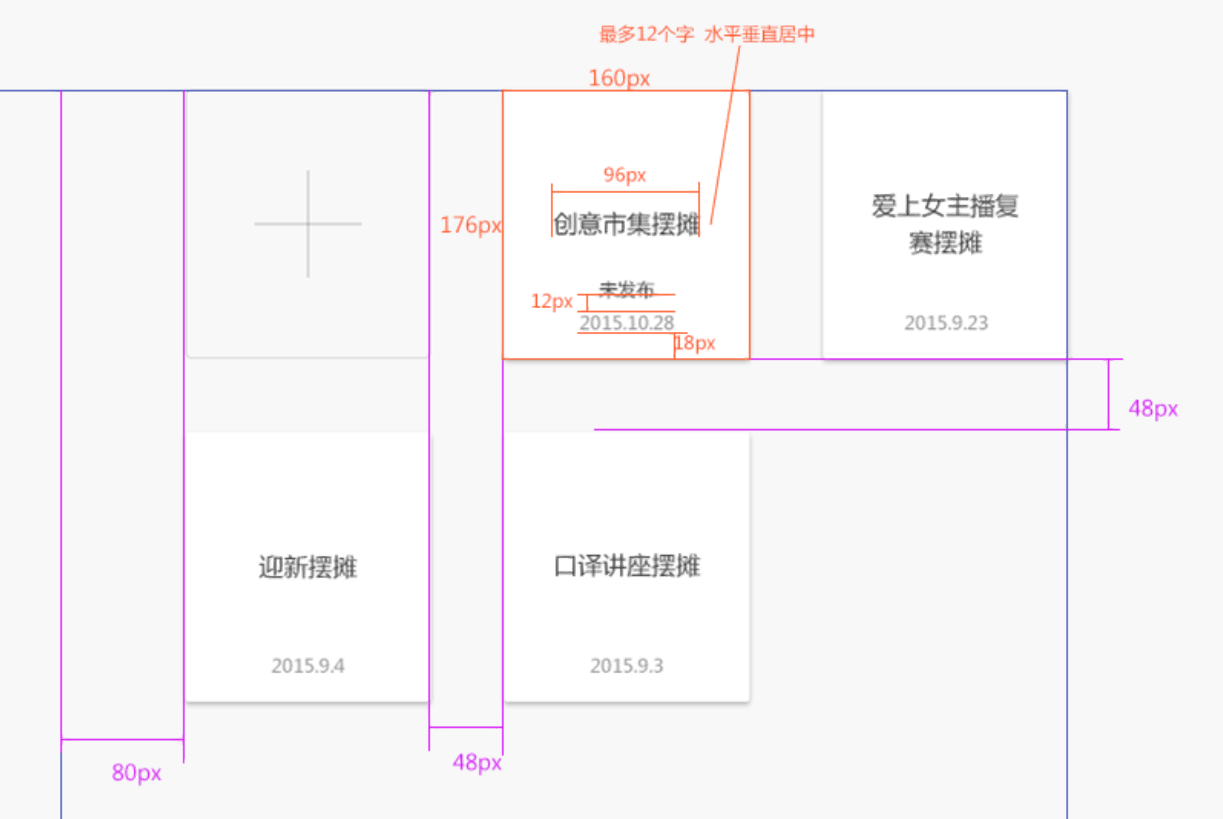 最多12个字 水平垂直居中
160px
96px
176px
创意市集摆摊
未发布
12px
2015.10.28
18px
爱上女主播复
赛摆摊
2015.9.23
48px
迎新摆摊
2015.9.4
口译讲座摆摊
2015.9.3
80px
48px